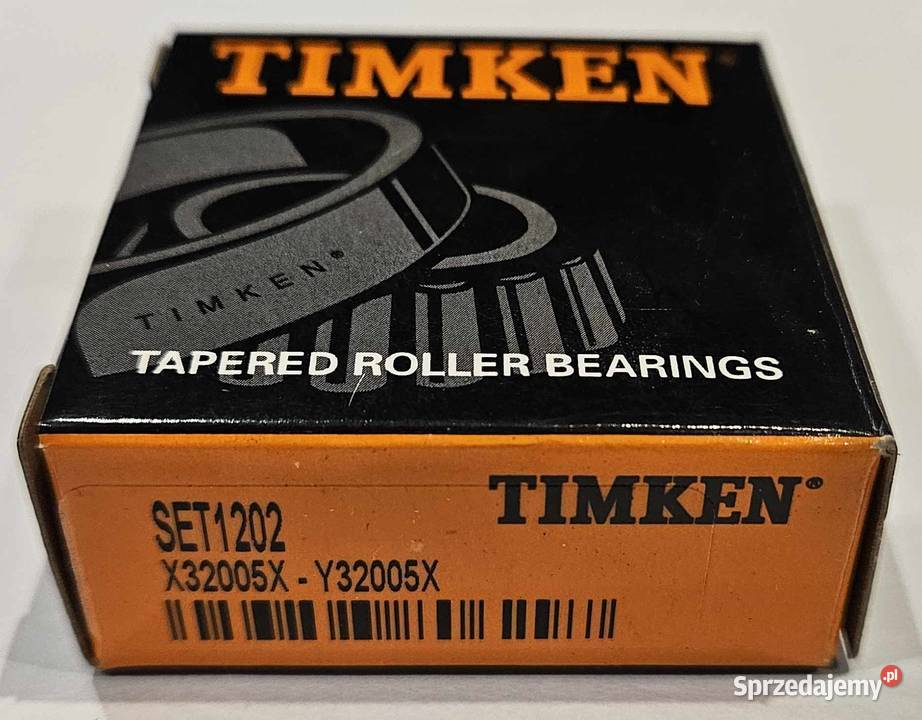 TIMKEN
TIMKEN®
TAPERED ROLLER BEARINGS
TIMKEN®
SET1202
X32005X - Y32005X
Sprzedajemy.pl